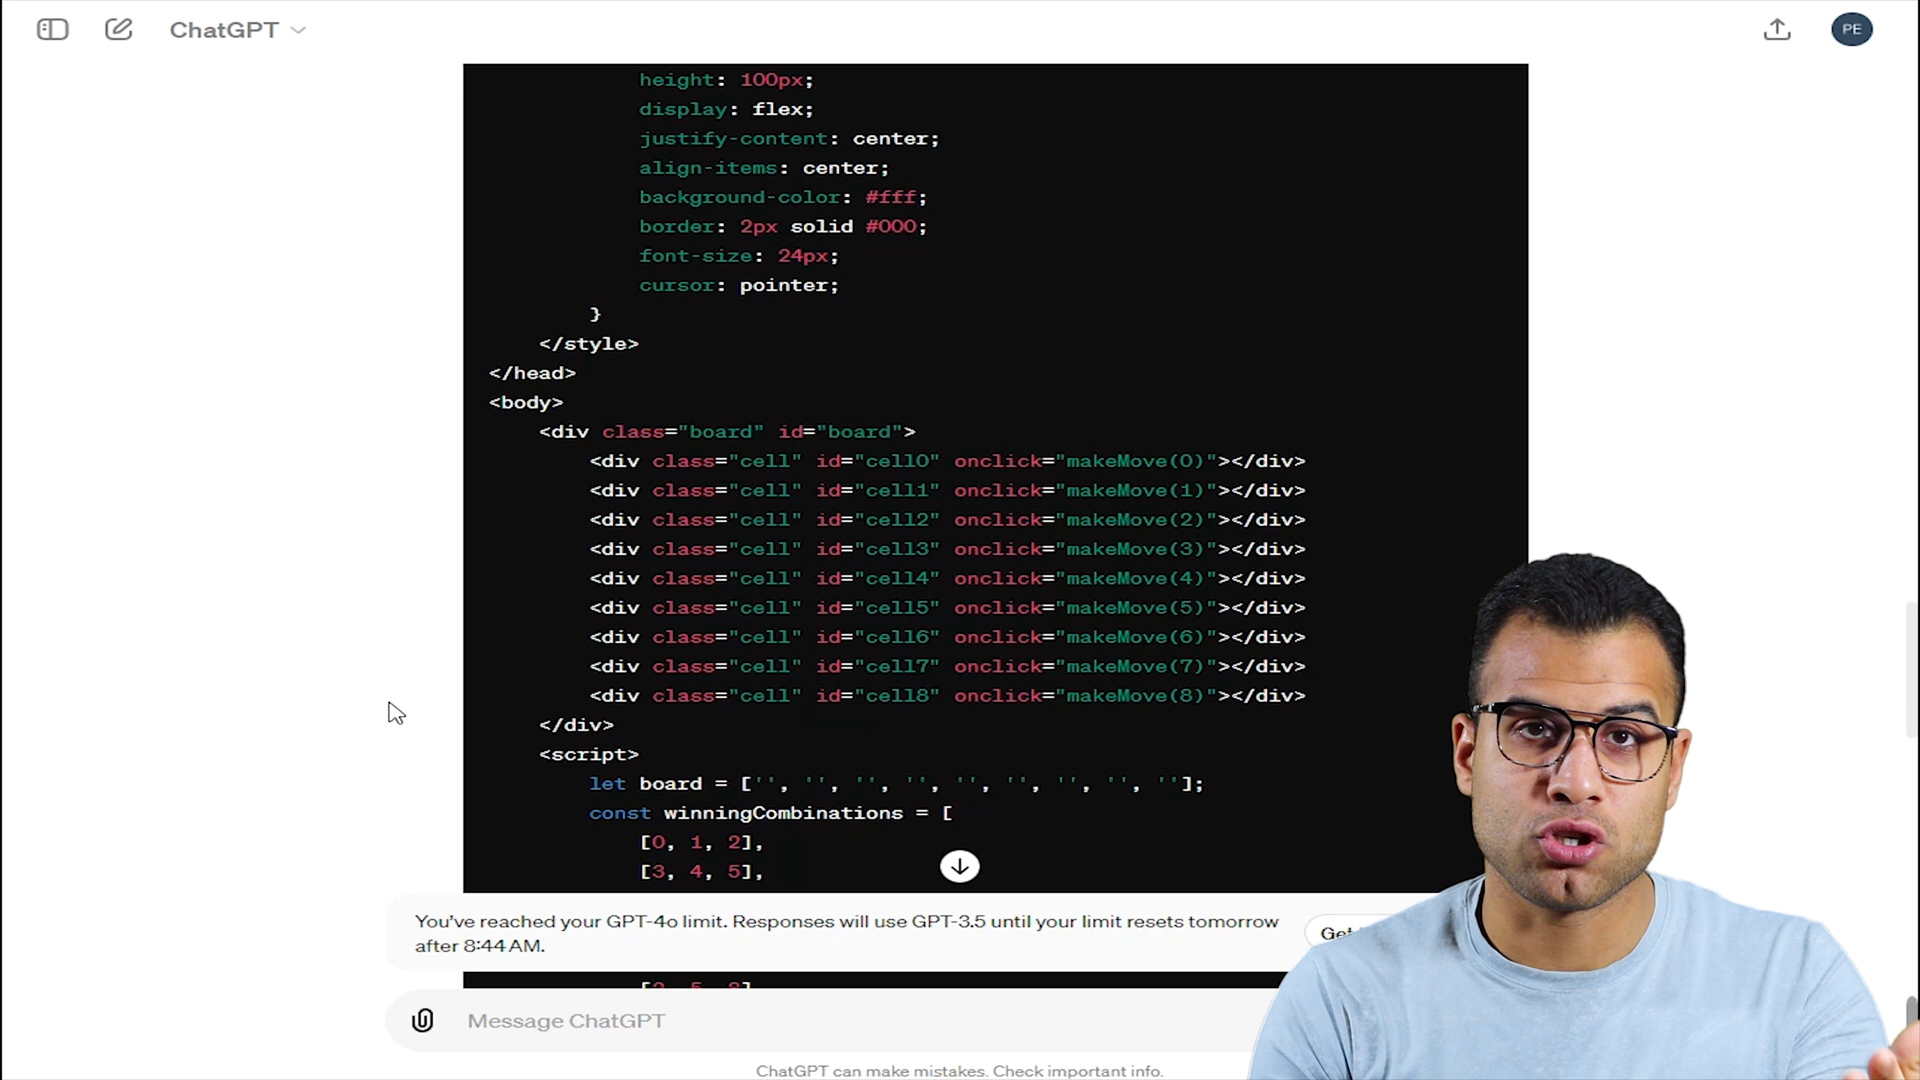 ChatGPT
PE
height: 100px;
display: flex;
justify-content: center;
align-items: center;
background-color: #fff;
border: 2px solid #000;
font-size: 24px;
cursor: pointer;
}
</style>
</head>
<body>
<div class="board" id="board">
<div class="cell" id="cell0" onclick="makeMove(0)"></div>
<div class="cell" id="cell1" onclick="makeMove(1)"></div>
<div class="cell" id="cell2" onclick="makeMove(2)"></div>
<div class="cell" id="cell3" onclick="makeMove(3)"></div>
<div class="cell" id="cell4" onclick="makeMove(4)"></div>
<div class="cell" id="cell5" onclick="makeMove(5)"></div>
<div class="cell" id="cell6" onclick="makeMove(6)"></div>
<div class="cell" id="cell7" onclick="makeMove(7)"></div>
<div class="cell" id="cell8" onclick="makeMove(8)"></div>
</div>
<script>
let board = ['', '', '', '', '', '', '', '', ''];
const winningCombinations = [
[0, 1, 2],
[3, 4, 5],
You've reached your GPT-4o limit. Responses will use GPT-3.5 until your limit resets tomorrow
after 8:44 AM.
Get
[2, 5, 8]
Message ChatGPT
ChatGPT can make mistakes. Check important info.